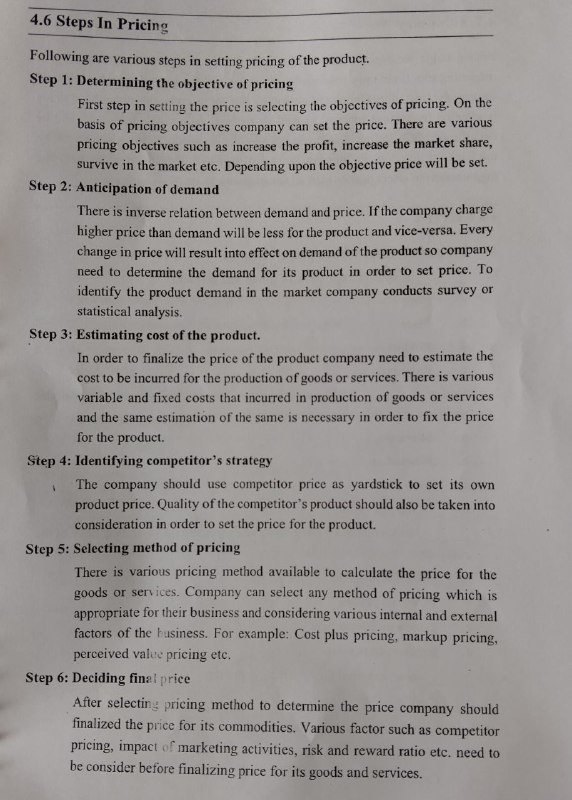 4.6 Steps In Pricing
Following are various steps in setting pricing of the product.
Step 1: Determining the objective of pricing
First step in setting the price is selecting the objectives of pricing. On the
basis of pricing objectives company can set the price. There are various
pricing objectives such as increase the profit, increase the market share,
survive in the market etc. Depending upon the objective price will be set.
Step 2: Anticipation of demand
There is inverse relation between demand and price. If the company charge
higher price than demand will be less for the product and vice-versa. Every
change in price will result into effect on demand of the product so company
need to determine the demand for its product in order to set price. To
identify the product demand in the market company conducts survey or
statistical analysis.
Step 3: Estimating cost of the product.
In order to finalize the price of the product company need to estimate the
cost to be incurred for the production of goods or services. There is various
variable and fixed costs that incurred in production of goods or services
and the same estimation of the same is necessary in order to fix the price
for the product.
Step 4: Identifying competitor's strategy
The company should use competitor price as yardstick to set its own
product price. Quality of the competitor's product should also be taken into
consideration in order to set the price for the product.
Step 5: Selecting method of pricing
There is various pricing method available to calculate the price for the
goods or services. Company can select any method of pricing which is
appropriate for their business and considering various internal and external
factors of the business. For example: Cost plus pricing, markup pricing,
perceived value pricing etc.
Step 6: Deciding final price
After selecting pricing method to determine the price company should
finalized the price for its commodities. Various factor such as competitor
pricing, impact of marketing activities, risk and reward ratio etc. need to
be consider before finalizing price for its goods and services.